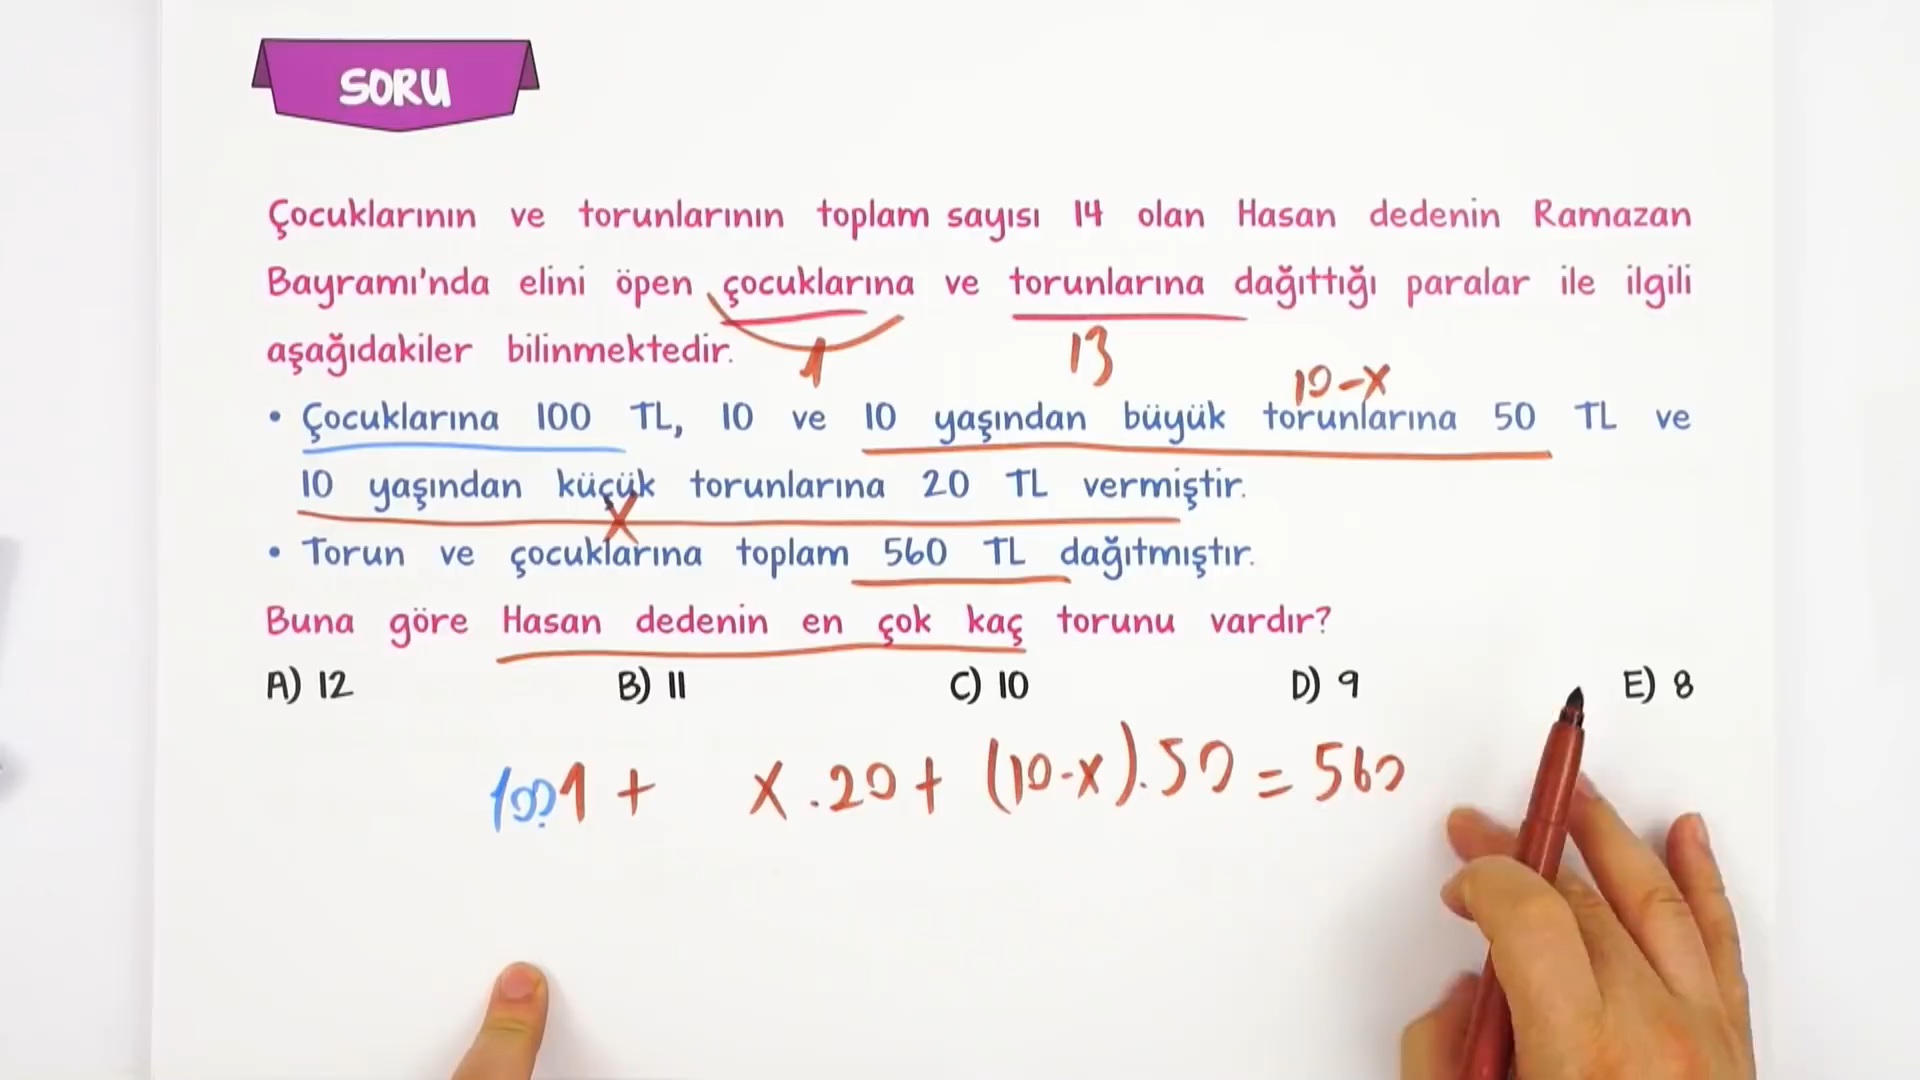 SORU
Çocuklarının ve torunlarının toplam sayısı 14 olan Hasan dedenin Ramazan
Bayramı'nda elini öpen çocuklarına ve torunlarına dağıttığı paralar ile ilgili
aşağıdakiler bilinmektedir.
1 13
10-x
• Çocuklarına 100 TL, 10 ve 10 yaşından büyük torunlarına 50 TL ve
10 yaşından küçük torunlarına 20 TL vermiştir.
x
• Torun ve çocuklarına toplam 560 TL dağıtmıştır.
Buna göre Hasan dedenin en çok kaç torunu vardır?
A) 12 B) 11 C) 10 D) 9 E) 8
100.1 + x.20+ (10-x).50 = 560